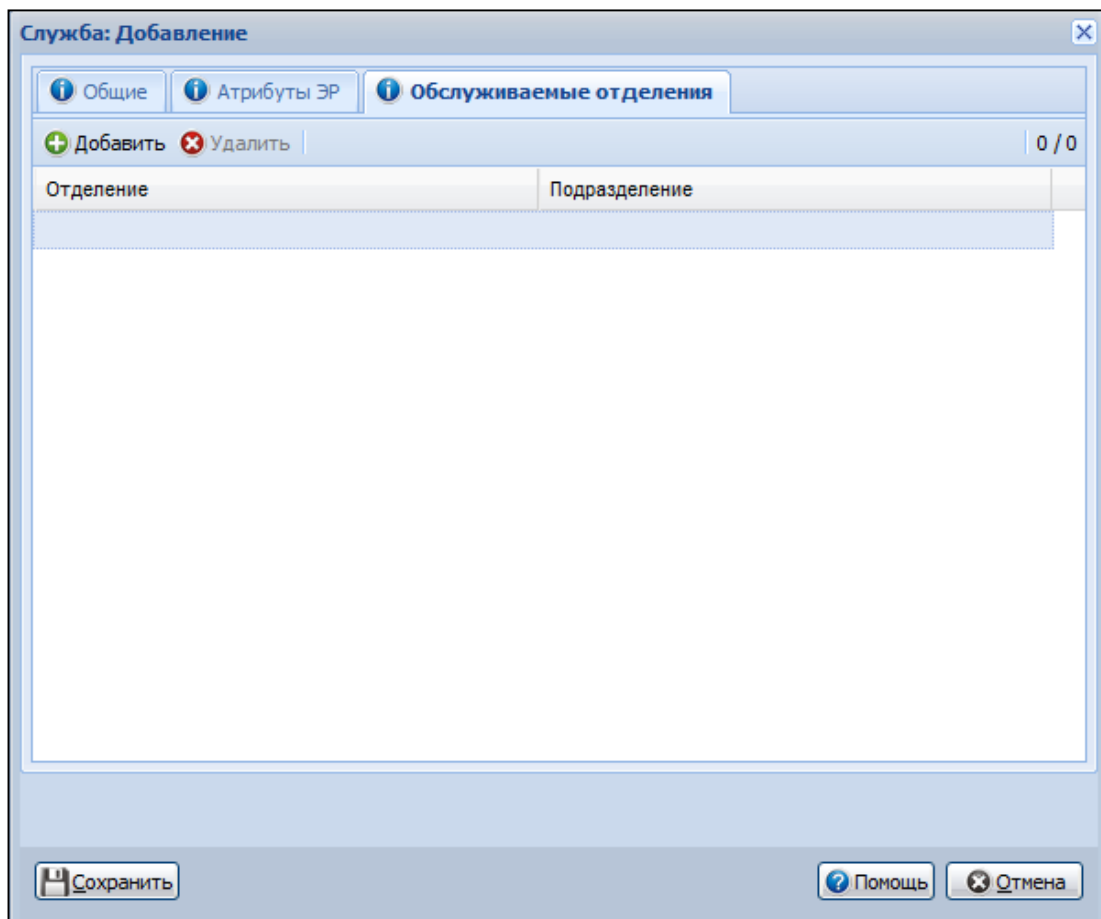 Служба: Добавление
Общие Атрибуты ЭР Обслуживаемые отделения
Добавить Удалить 0 / 0
Отделение Подразделение
Сохранить Помощь Отмена